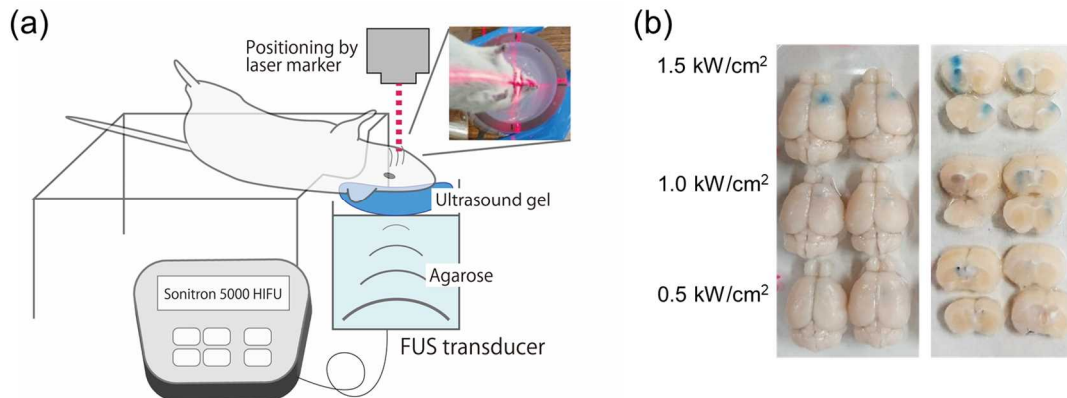 (a)
Positioning by
laser marker
Ultrasound gel
Agarose
Sonitron 5000 HIFU
FUS transducer
(b)
1.5 kW/cm²
1.0 kW/cm²
0.5 kW/cm²